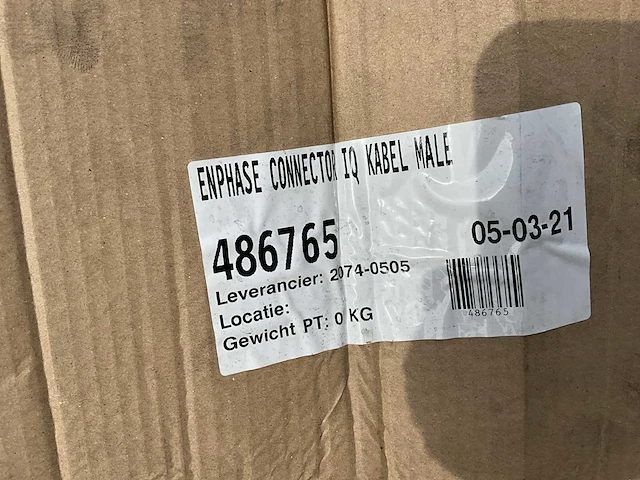 ENPHASE CONNECTOR IQ KABEL MALE
486765
05-03-21
Leverancier: 2074-0505
Locatie:
Gewicht PT: 0 KG
486765